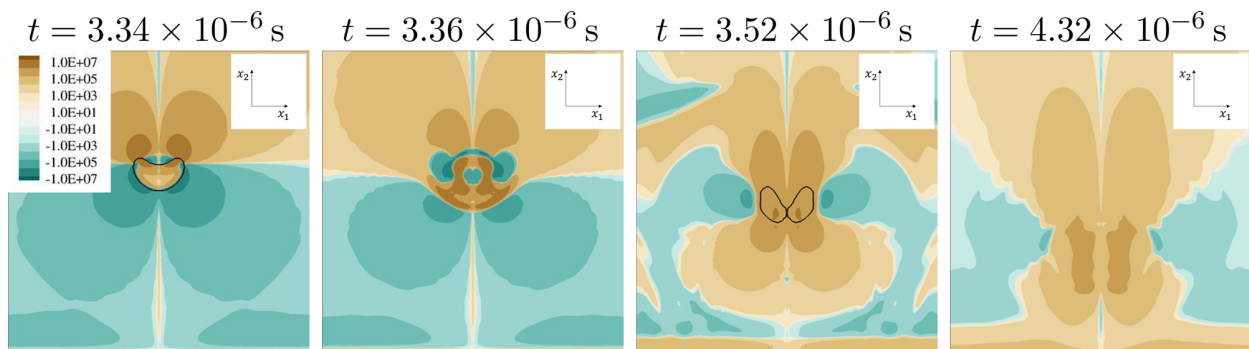 t = 3.34 × 10⁻⁶ s
t = 3.36 × 10⁻⁶ s
t = 3.52 × 10⁻⁶ s
t = 4.32 × 10⁻⁶ s
1.0E+07
1.0E+05
1.0E+03
1.0E+01
-1.0E+01
-1.0E+03
-1.0E+05
-1.0E+07
x₂
x₁
x₂
x₁
x₂
x₁
x₂
x₁